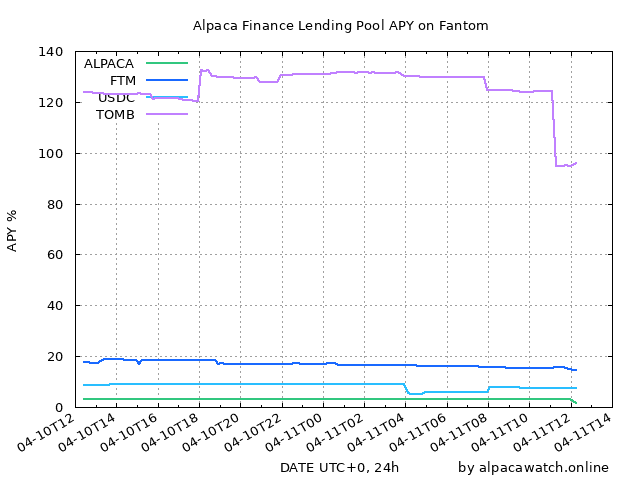 Alpaca Finance Lending Pool APY on Fantom
140
120
100
80
60
40
20
0
APY %
ALPACA
FTM
USDC
TOMB
04-10T12
04-10T14
04-10T16
04-10T18
04-10T20
04-10T22
04-11T00
04-11T02
04-11T04
04-11T06
04-11T08
04-11T10
04-11T12
04-11T14
DATE UTC+0, 24h
by alpacawatch.online